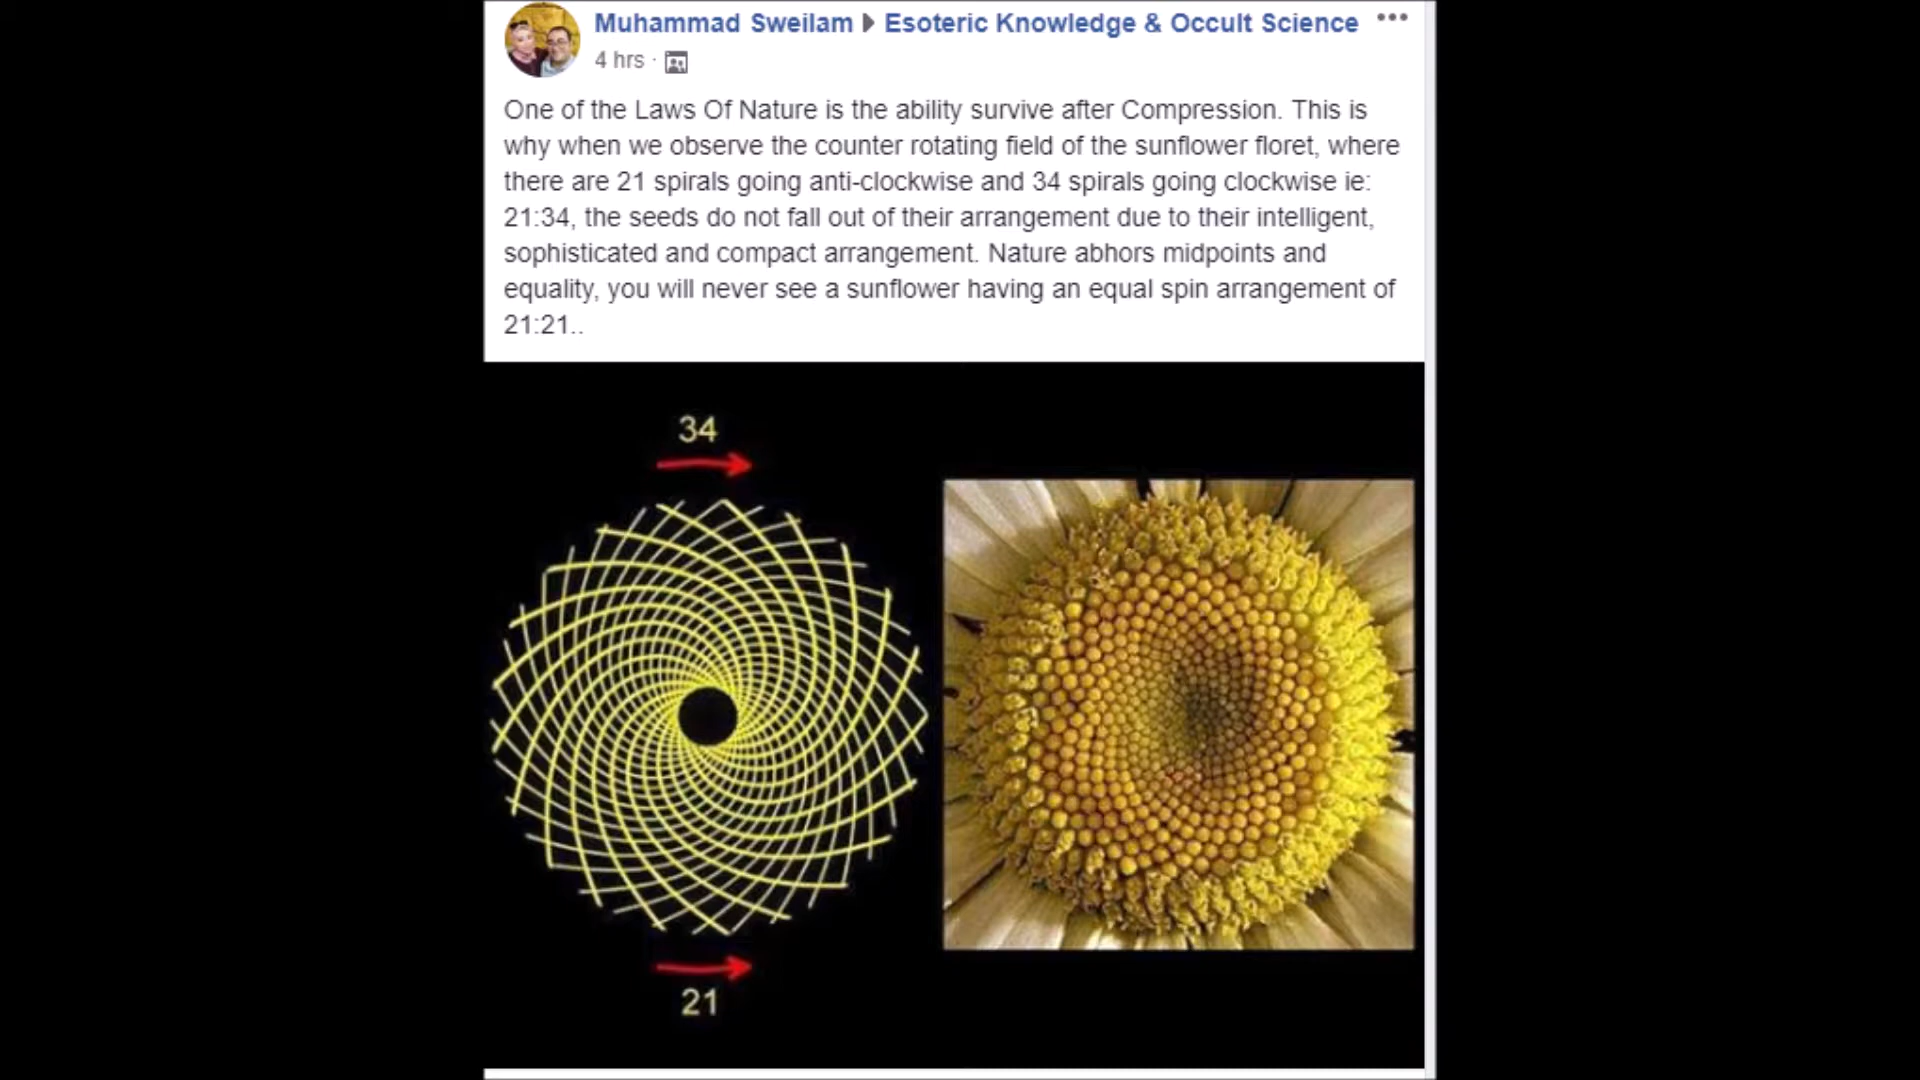 Muhammad Sweilam Esoteric Knowledge & Occult Science
4 hrs ·
One of the Laws Of Nature is the ability survive after Compression. This is
why when we observe the counter rotating field of the sunflower floret, where
there are 21 spirals going anti-clockwise and 34 spirals going clockwise ie:
21:34, the seeds do not fall out of their arrangement due to their intelligent,
sophisticated and compact arrangement. Nature abhors midpoints and
equality, you will never see a sunflower having an equal spin arrangement of
21:21..
34
21